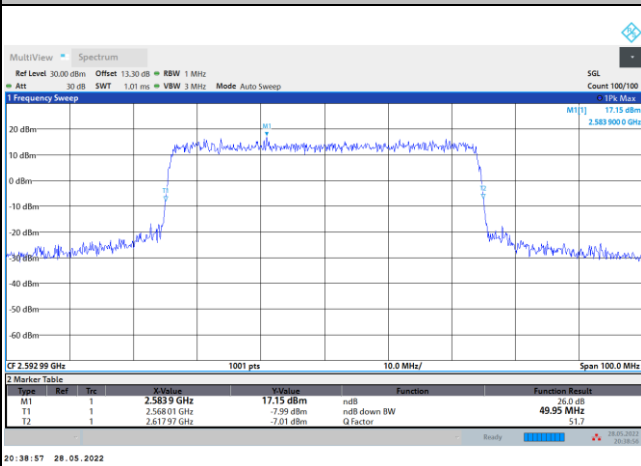 MultiView Spectrum
Ref Level 30.00 dBm Offset 13.30 dB RBW 1 MHz SGL
Att 30 dB SWT 1.01 ms VBW 3 MHz Mode Auto Sweep Count 100/100
1 Frequency Sweep 1Pk Max
M1[1] 17.15 dBm
2.583 900 0 GHz
M1
20 dBm
10 dBm
0 dBm
T1 T2
-10 dBm
-20 dBm
-30 dBm
-40 dBm
-50 dBm
-60 dBm
CF 2.592 99 GHz 1001 pts 10.0 MHz/ Span 100.0 MHz
2 Marker Table
Type Ref Trc X-Value Y-Value Function Function Result
M1 1 2.583 9 GHz 17.15 dBm ndB 26.0 dB
T1 1 2.568 01 GHz -7.99 dBm ndB down BW 49.95 MHz
T2 1 2.617 97 GHz -7.01 dBm Q Factor 51.7
Ready 28.05.2022
20:38:56
20:38:57 28.05.2022